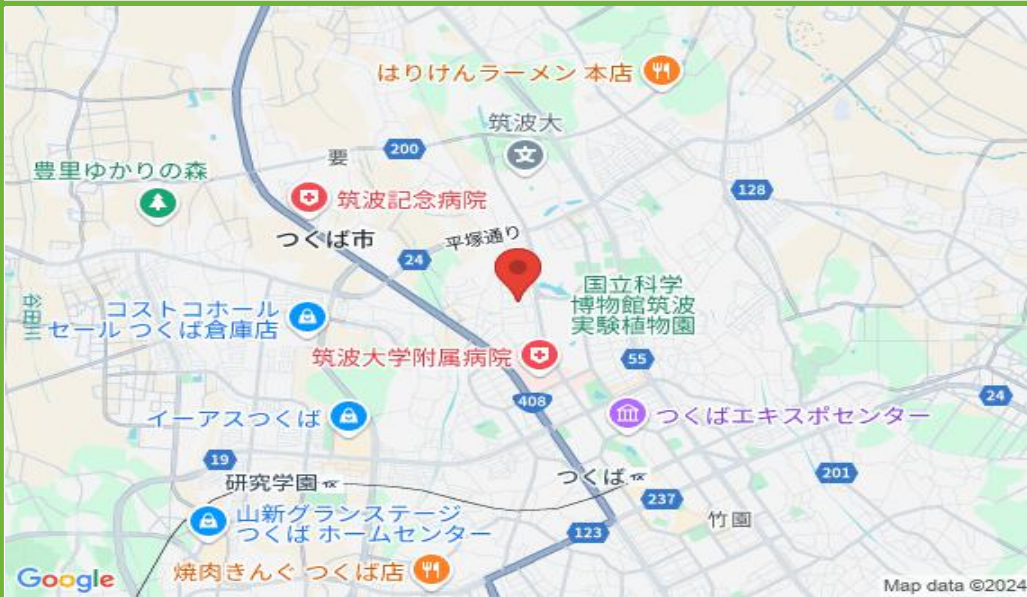 はりけんラーメン 本店
筑波大
文
要
200
豊里ゆかりの森
128
筑波記念病院
つくば市
平塚通り
24
国立科学
博物館筑波
実験植物園
谷田川
コストコホール
セール つくば倉庫店
筑波大学附属病院
55
24
408
イーアスつくば
つくばエキスポセンター
19
201
研究学園
つくば
237
山新グランステージ
つくば ホームセンター
竹園
123
焼肉きんぐ つくば店
Google
Map data ©2024